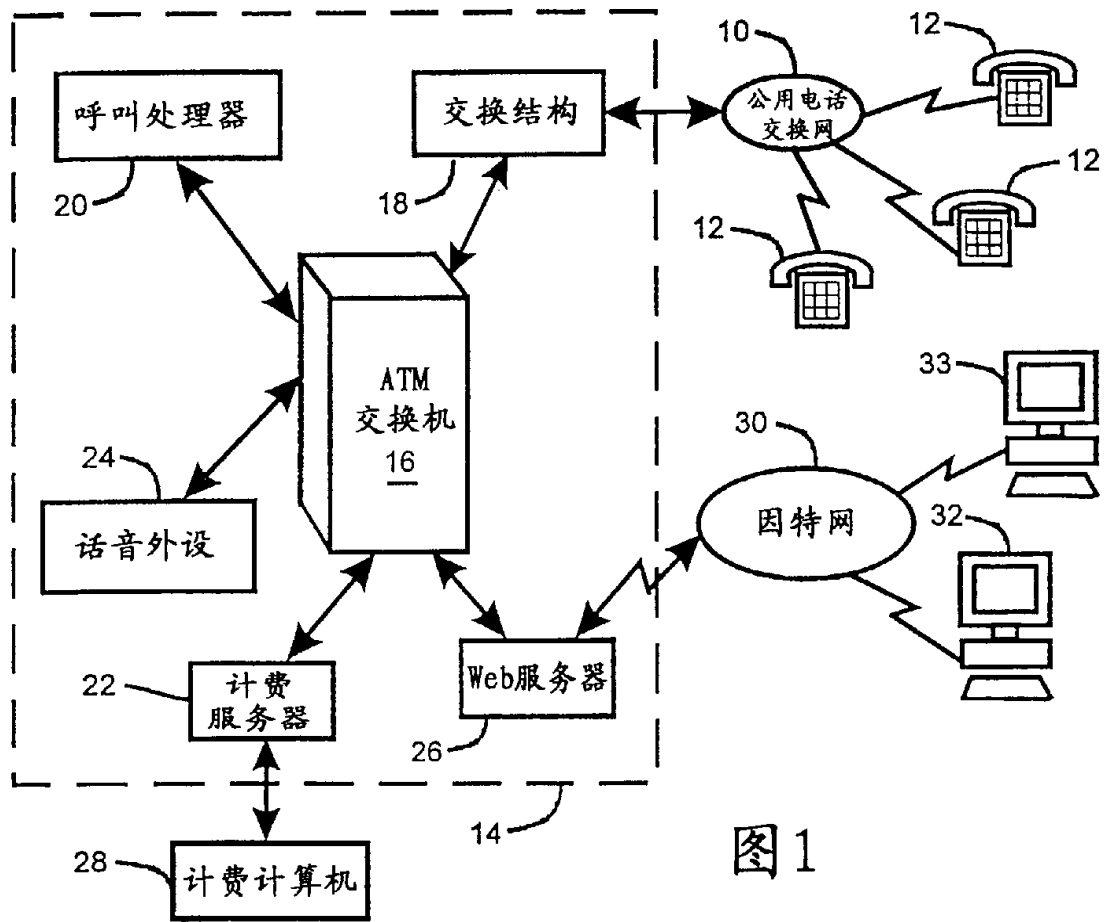 10
12
呼叫处理器
交换结构
公用电话
交换网
20
18
12
12
ATM
交换机
16
33
30
24
话音外设
因特网
32
22
计费
服务器
Web服务器
26
14
28
计费计算机
图1